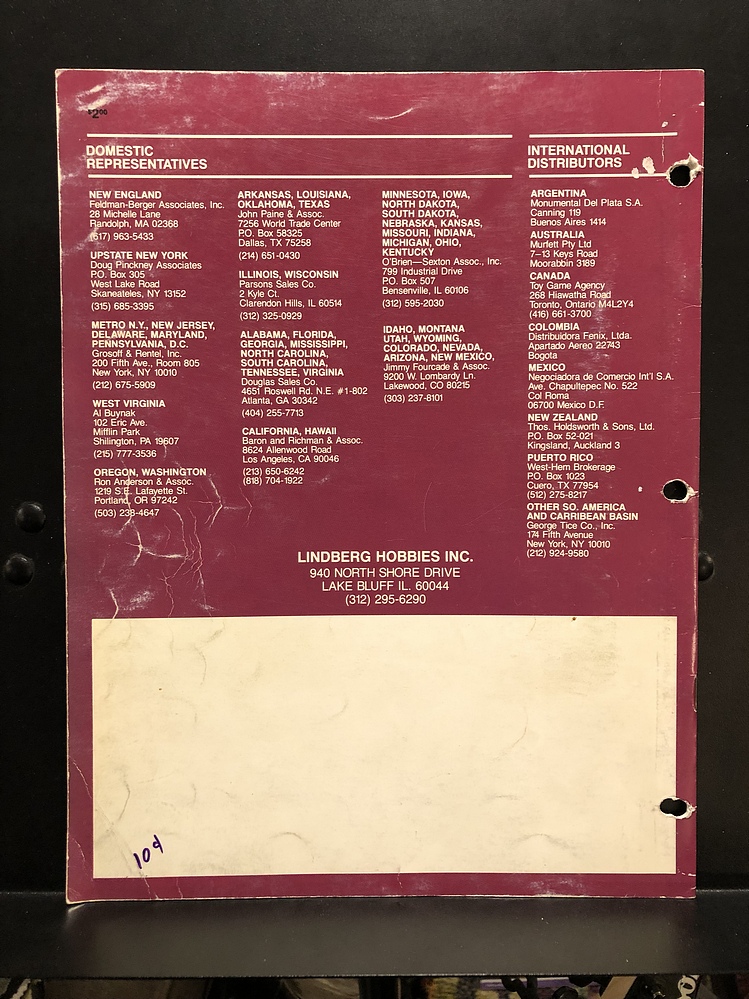 $2.00
DOMESTIC
REPRESENTATIVES
NEW ENGLAND
Feldman-Berger Associates, Inc.
28 Michelle Lane
Randolph, MA 02368
(617) 963-5433
UPSTATE NEW YORK
Doug Pinckney Associates
P.O. Box 305
West Lake Road
Skaneateles, NY 13152
(315) 685-3395
METRO N.Y., NEW JERSEY,
DELAWARE, MARYLAND,
PENNSYLVANIA, D.C.
Grosoff & Rentel, Inc.
200 Fifth Ave., Room 805
New York, NY 10010
(212) 675-5909
WEST VIRGINIA
Al Buynak
102 Eric Ave.
Mifflin Park
Shilington, PA 19607
(215) 777-3536
OREGON, WASHINGTON
Ron Anderson & Assoc.
1219 S.E. Lafayette St.
Portland, OR 97242
(503) 238-4647
ARKANSAS, LOUISIANA,
OKLAHOMA, TEXAS
John Paine & Assoc.
7256 World Trade Center
P.O. Box 58325
Dallas, TX 75258
(214) 651-0430
ILLINOIS, WISCONSIN
Parsons Sales Co.
2 Kyle Ct.
Clarendon Hills, IL 60514
(312) 325-0929
ALABAMA, FLORIDA,
GEORGIA, MISSISSIPPI,
NORTH CAROLINA,
SOUTH CAROLINA,
TENNESSEE, VIRGINIA
Douglas Sales Co.
4651 Roswell Rd. N.E. #1-802
Atlanta, GA 30342
(404) 255-7713
CALIFORNIA, HAWAII
Baron and Richman & Assoc.
8624 Allenwood Road
Los Angeles, CA 90046
(213) 650-6242
(818) 704-1922
MINNESOTA, IOWA,
NORTH DAKOTA,
SOUTH DAKOTA,
NEBRASKA, KANSAS,
MISSOURI, INDIANA,
MICHIGAN, OHIO,
KENTUCKY
O'Brien—Sexton Assoc., Inc.
799 Industrial Drive
P.O. Box 507
Bensenville, IL 60106
(312) 595-2030
IDAHO, MONTANA
UTAH, WYOMING,
COLORADO, NEVADA,
ARIZONA, NEW MEXICO,
Jimmy Fourcade & Assoc.
9200 W. Lombardy Ln.
Lakewood, CO 80215
(303) 237-8101
INTERNATIONAL
DISTRIBUTORS
ARGENTINA
Monumental Del Plata S.A.
Canning 119
Buenos Aires 1414
AUSTRALIA
Murfett Pty Ltd
7–13 Keys Road
Moorabbin 3189
CANADA
Toy Game Agency
268 Hiawatha Road
Toronto, Ontario M4L2Y4
(416) 661-3700
COLOMBIA
Distribuidora Fenix, Ltda.
Apartado Aereo 22743
Bogota
MEXICO
Negociadora de Comercio Int'l S.A.
Ave. Chapultepec No. 522
Col Roma
06700 Mexico D.F.
NEW ZEALAND
Thos. Holdsworth & Sons, Ltd.
P.O. Box 52-021
Kingsland, Auckland 3
PUERTO RICO
West-Hem Brokerage
P.O. Box 1023
Cuero, TX 77954
(512) 275-8217
OTHER SO. AMERICA
AND CARRIBEAN BASIN
George Tice Co., Inc.
174 Fifth Avenue
New York, NY 10010
(212) 924-9580
LINDBERG HOBBIES INC.
940 NORTH SHORE DRIVE
LAKE BLUFF IL. 60044
(312) 295-6290
104